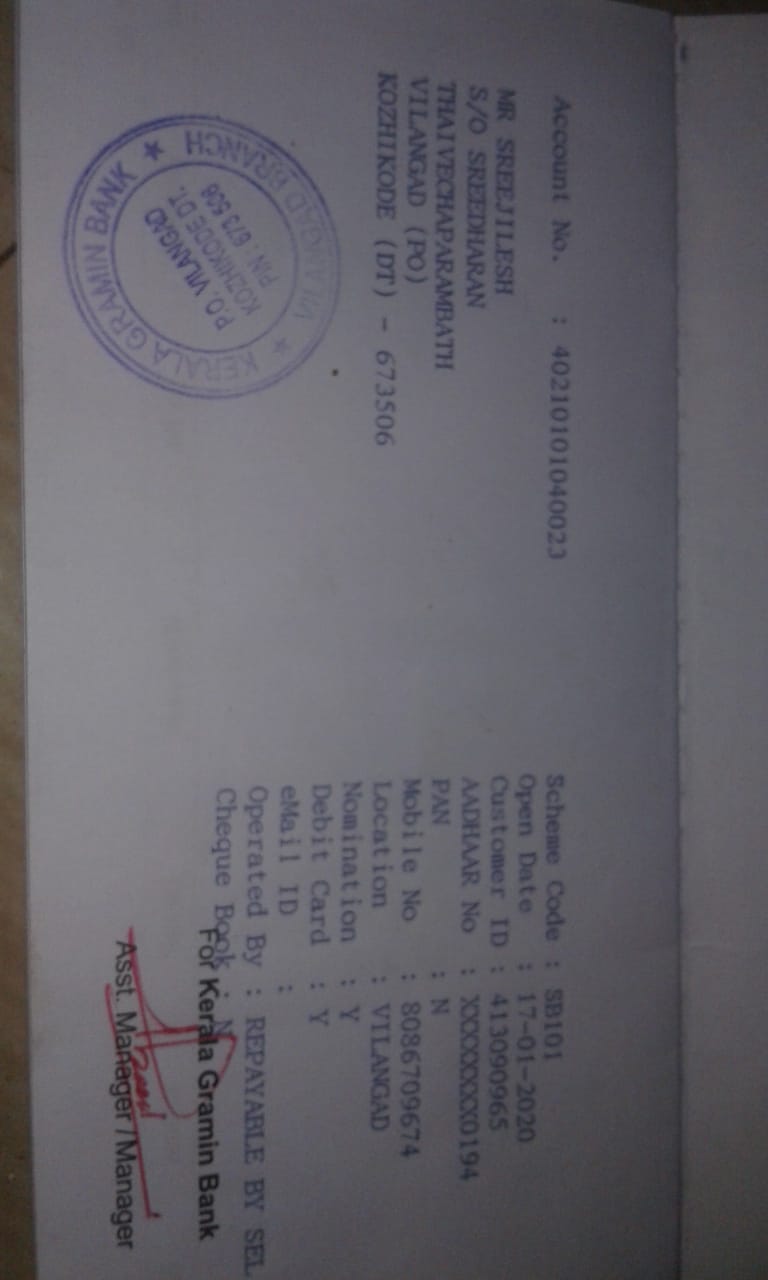 Account No. : 40210101040023
MR SREEJILESH
S/O SREEDHARAN
THAIVECHAPARAMBATH
VILANGAD (PO)
KOZHIKODE (DT) - 673506
KERALA GRAMIN BANK ★ VILANGAD BRANCH ★
P.O. VILANGAD
KOZHIKODE DT.
PIN : 673 506
Scheme Code : SB101
Open Date : 17-01-2020
Customer ID : 413090965
AADHAAR No : XXXXXXXX0194
PAN : N
Mobile No : 8086709674
Location : VILANGAD
Nomination : Y
Debit Card : Y
eMail ID :
Operated By : REPAYABLE BY SEL
Cheque Book : N
For Kerala Gramin Bank
Asst. Manager / Manager